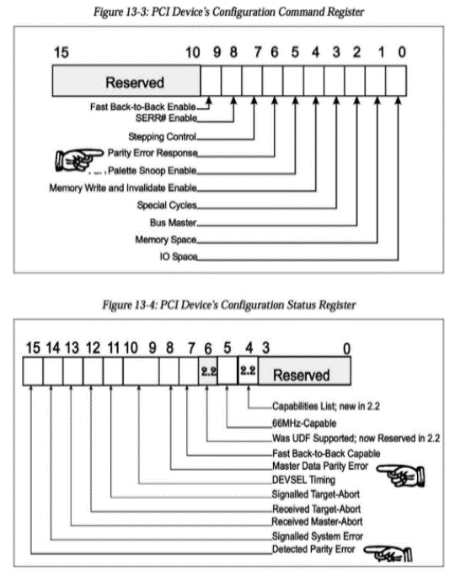 Figure 13-3: PCI Device's Configuration Command Register
15 10 9 8 7 6 5 4 3 2 1 0
Reserved
Fast Back-to-Back Enable
SERR# Enable
Stepping Control
Parity Error Response
Palette Snoop Enable
Memory Write and Invalidate Enable
Special Cycles
Bus Master
Memory Space
IO Space
Figure 13-4: PCI Device's Configuration Status Register
15 14 13 12 11 10 9 8 7 6 5 4 3 0
2.2 2.2 Reserved
Capabilities List; new in 2.2
66MHz-Capable
Was UDF Supported; now Reserved in 2.2
Fast Back-to-Back Capable
Master Data Parity Error
DEVSEL Timing
Signalled Target-Abort
Received Target-Abort
Received Master-Abort
Signalled System Error
Detected Parity Error